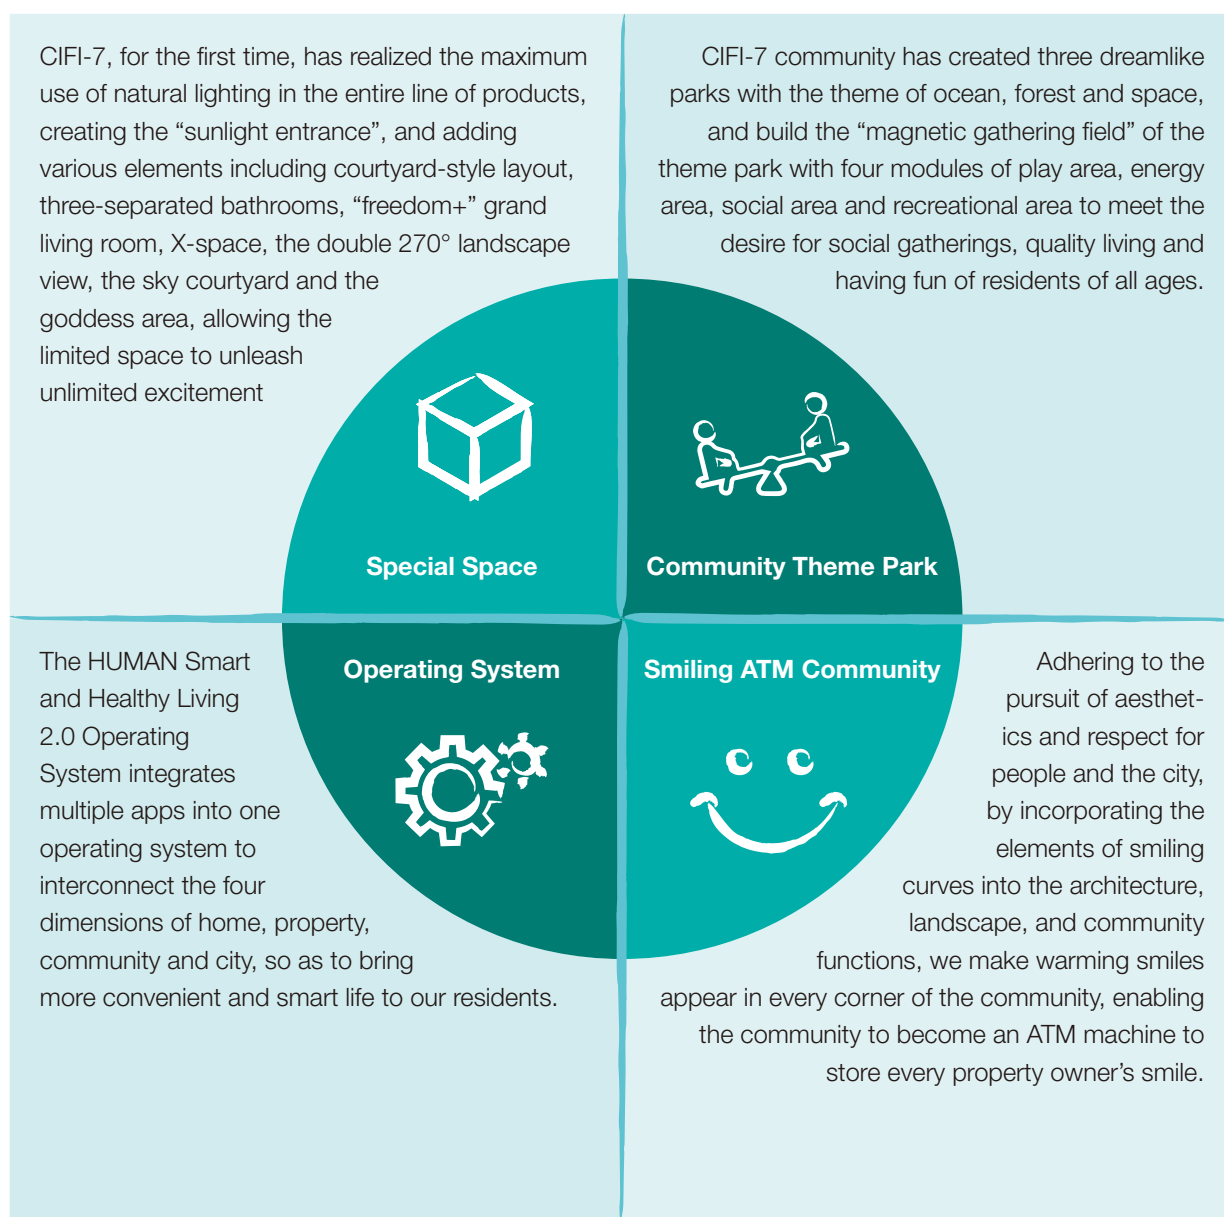 CIFI-7, for the first time, has realized the maximum
use of natural lighting in the entire line of products,
creating the “sunlight entrance”, and adding
various elements including courtyard-style layout,
three-separated bathrooms, “freedom+” grand
living room, X-space, the double 270° landscape
view, the sky courtyard and the
goddess area, allowing the
limited space to unleash
unlimited excitement
Special Space
CIFI-7 community has created three dreamlike
parks with the theme of ocean, forest and space,
and build the “magnetic gathering field” of the
theme park with four modules of play area, energy
area, social area and recreational area to meet the
desire for social gatherings, quality living and
having fun of residents of all ages.
Community Theme Park
The HUMAN Smart
and Healthy Living
2.0 Operating
System integrates
multiple apps into one
operating system to
interconnect the four
dimensions of home, property,
community and city, so as to bring
more convenient and smart life to our residents.
Operating System
Smiling ATM Community
Adhering to the
pursuit of aesthet-
ics and respect for
people and the city,
by incorporating the
elements of smiling
curves into the architecture,
landscape, and community
functions, we make warming smiles
appear in every corner of the community, enabling
the community to become an ATM machine to
store every property owner’s smile.